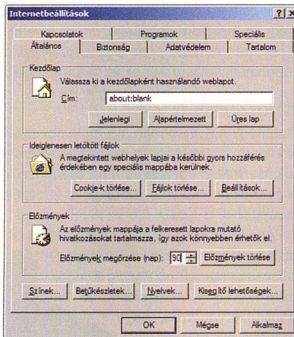 Internetbeállítások
Kapcsolatok Programok Speciális
Általános Biztonság Adatvédelem Tartalom
Kezdőlap
Válassza ki a kezdőlapként használandó weblapot.
Cím: about:blank
Jelenlegi Alapértelmezett Üres lap
Ideiglenesen letöltött fájlok
A megtekintett webhelyek lapjai a későbbi gyors hozzáférés
érdekében egy speciális mappába kerülnek.
Cookie-k törlése... Fájlok törlése... Beállítások...
Előzmények
Az előzmények mappája a felkeresett lapokra mutató
hivatkozásokat tartalmazza, így azok könnyebben érhetők el.
Előzmények megőrzése (nap): 90 Előzmények törlése
Színek... Betűkészletek... Nyelvek... Kisegítő lehetőségek...
OK Mégse Alkalmaz